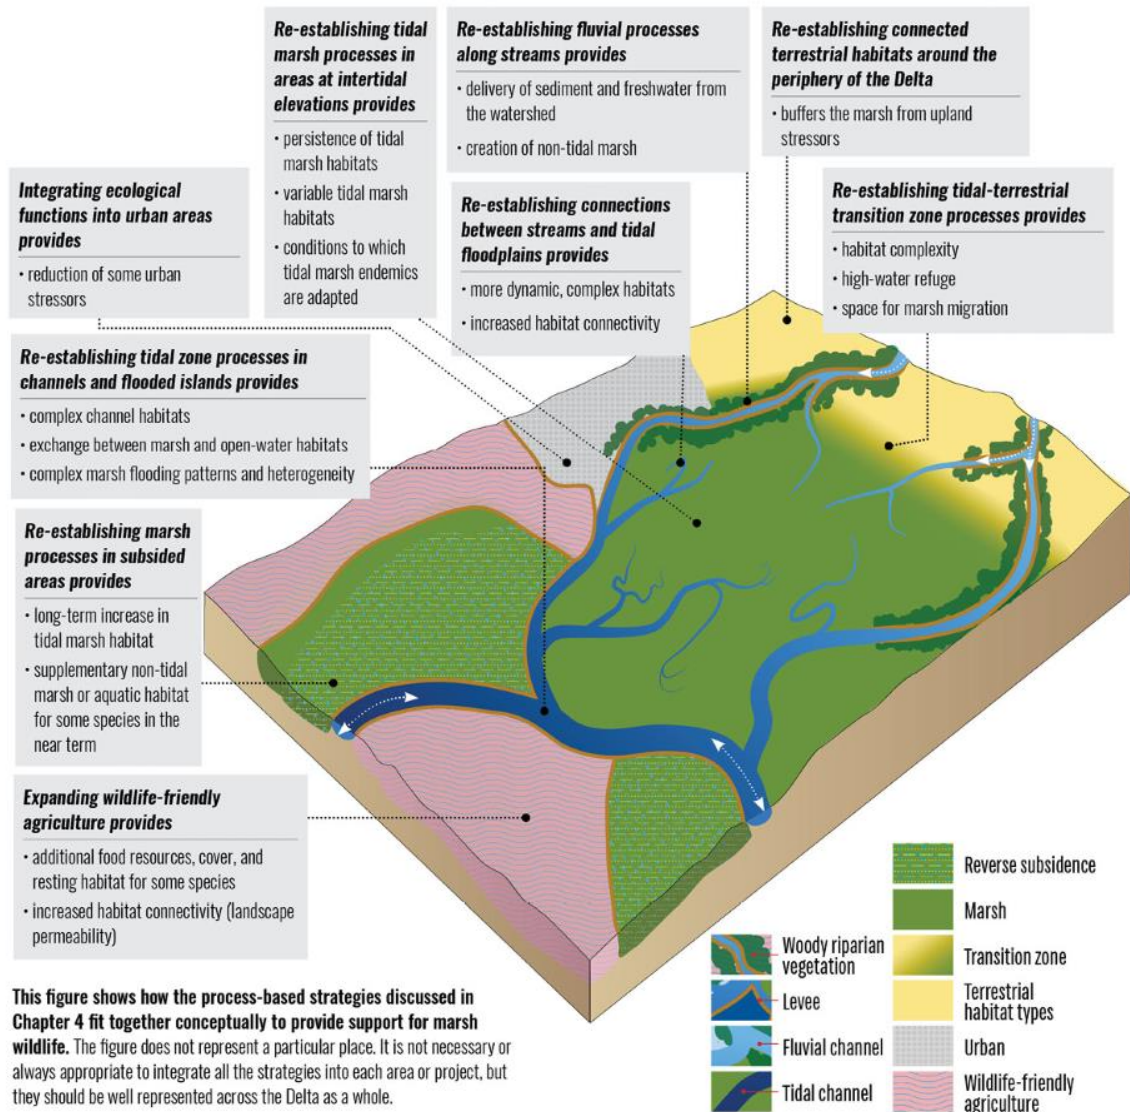 Re-establishing tidal
marsh processes in
areas at intertidal
elevations provides
• persistence of tidal
marsh habitats
• variable tidal marsh
habitats
• conditions to which
tidal marsh endemics
are adapted
Re-establishing fluvial processes
along streams provides
• delivery of sediment and freshwater from
the watershed
• creation of non-tidal marsh
Re-establishing connected
terrestrial habitats around the
periphery of the Delta
• buffers the marsh from upland
stressors
Integrating ecological
functions into urban areas
provides
• reduction of some urban
stressors
Re-establishing connections
between streams and tidal
floodplains provides
• more dynamic, complex habitats
• increased habitat connectivity
Re-establishing tidal-terrestrial
transition zone processes provides
• habitat complexity
• high-water refuge
• space for marsh migration
Re-establishing tidal zone processes in
channels and flooded islands provides
• complex channel habitats
• exchange between marsh and open-water habitats
• complex marsh flooding patterns and heterogeneity
Re-establishing marsh
processes in subsided
areas provides
• long-term increase in
tidal marsh habitat
• supplementary non-tidal
marsh or aquatic habitat
for some species in the
near term
Expanding wildlife-friendly
agriculture provides
• additional food resources, cover, and
resting habitat for some species
• increased habitat connectivity (landscape
permeability)
This figure shows how the process-based strategies discussed in
Chapter 4 fit together conceptually to provide support for marsh
wildlife. The figure does not represent a particular place. It is not necessary or
always appropriate to integrate all the strategies into each area or project, but
they should be well represented across the Delta as a whole.
Woody riparian
vegetation
Levee
Fluvial channel
Tidal channel
Reverse subsidence
Marsh
Transition zone
Terrestrial
habitat types
Urban
Wildlife-friendly
agriculture